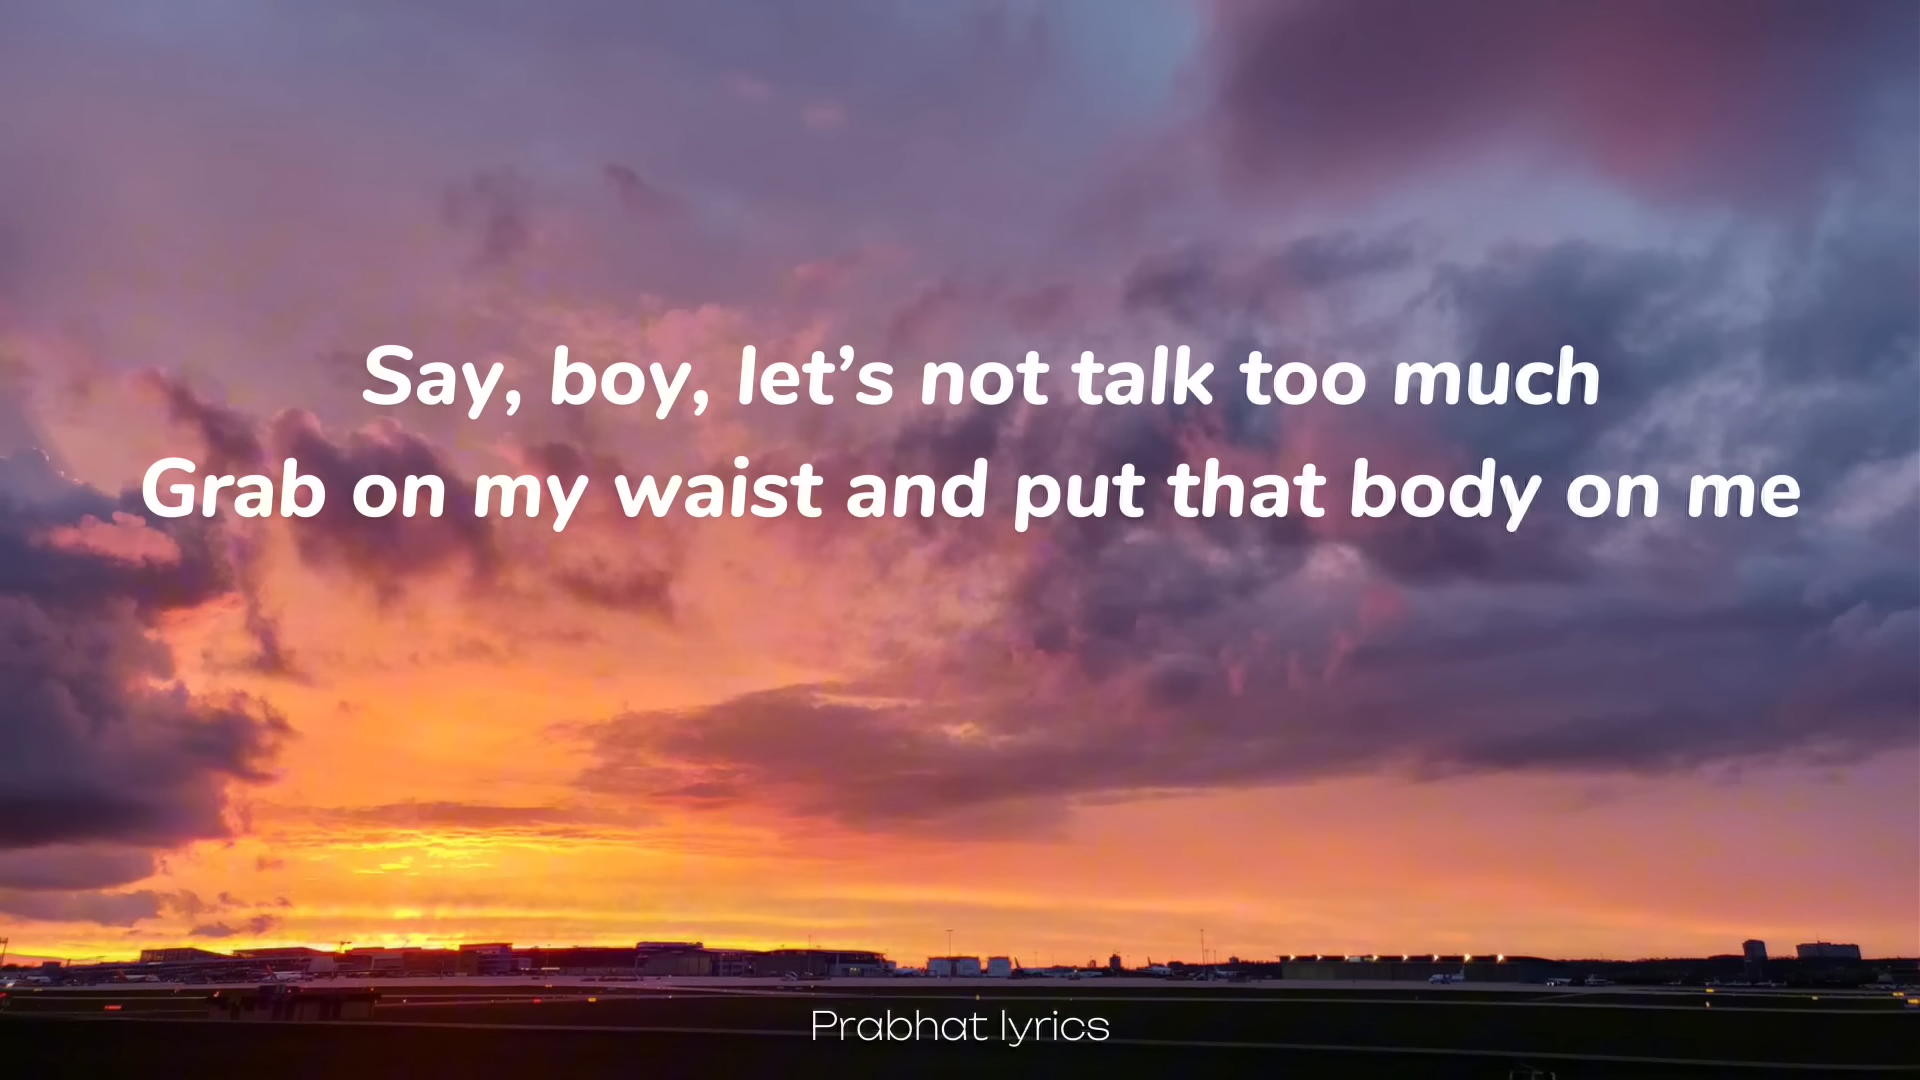 Say, boy, let’s not talk too much
Grab on my waist and put that body on me
Prabhat lyrics